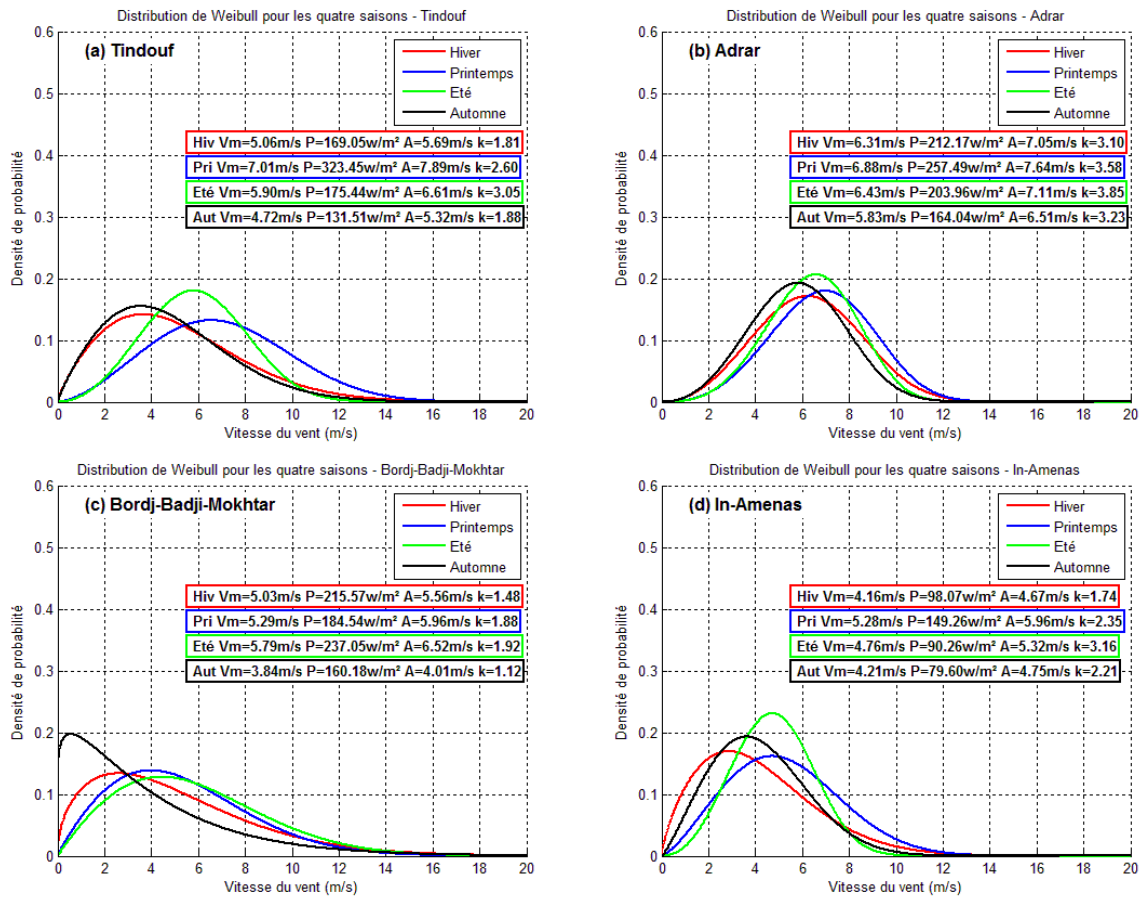 Distribution de Weibull pour les quatre saisons - Tindouf
(a) Tindouf
Hiver
Printemps
Eté
Automne
Hiv Vm=5.06m/s P=169.05w/m² A=5.69m/s k=1.81
Pri Vm=7.01m/s P=323.45w/m² A=7.89m/s k=2.60
Eté Vm=5.90m/s P=175.44w/m² A=6.61m/s k=3.05
Aut Vm=4.72m/s P=131.51w/m² A=5.32m/s k=1.88
Densité de probabilité
0.6
0.5
0.4
0.3
0.2
0.1
0
0 2 4 6 8 10 12 14 16 18 20
Vitesse du vent (m/s)
Distribution de Weibull pour les quatre saisons - Adrar
(b) Adrar
Hiver
Printemps
Eté
Automne
Hiv Vm=6.31m/s P=212.17w/m² A=7.05m/s k=3.10
Pri Vm=6.88m/s P=257.49w/m² A=7.64m/s k=3.58
Eté Vm=6.43m/s P=203.96w/m² A=7.11m/s k=3.85
Aut Vm=5.83m/s P=164.04w/m² A=6.51m/s k=3.23
Densité de probabilité
0.6
0.5
0.4
0.3
0.2
0.1
0
0 2 4 6 8 10 12 14 16 18 20
Vitesse du vent (m/s)
Distribution de Weibull pour les quatre saisons - Bordj-Badji-Mokhtar
(c) Bordj-Badji-Mokhtar
Hiver
Printemps
Eté
Automne
Hiv Vm=5.03m/s P=215.57w/m² A=5.56m/s k=1.48
Pri Vm=5.29m/s P=184.54w/m² A=5.96m/s k=1.88
Eté Vm=5.79m/s P=237.05w/m² A=6.52m/s k=1.92
Aut Vm=3.84m/s P=160.18w/m² A=4.01m/s k=1.12
Densité de probabilité
0.6
0.5
0.4
0.3
0.2
0.1
0
0 2 4 6 8 10 12 14 16 18 20
Vitesse du vent (m/s)
Distribution de Weibull pour les quatre saisons - In-Amenas
(d) In-Amenas
Hiver
Printemps
Eté
Automne
Hiv Vm=4.16m/s P=98.07w/m² A=4.67m/s k=1.74
Pri Vm=5.28m/s P=149.26w/m² A=5.96m/s k=2.35
Eté Vm=4.76m/s P=90.26w/m² A=5.32m/s k=3.16
Aut Vm=4.21m/s P=79.60w/m² A=4.75m/s k=2.21
Densité de probabilité
0.6
0.5
0.4
0.3
0.2
0.1
0
0 2 4 6 8 10 12 14 16 18 20
Vitesse du vent (m/s)